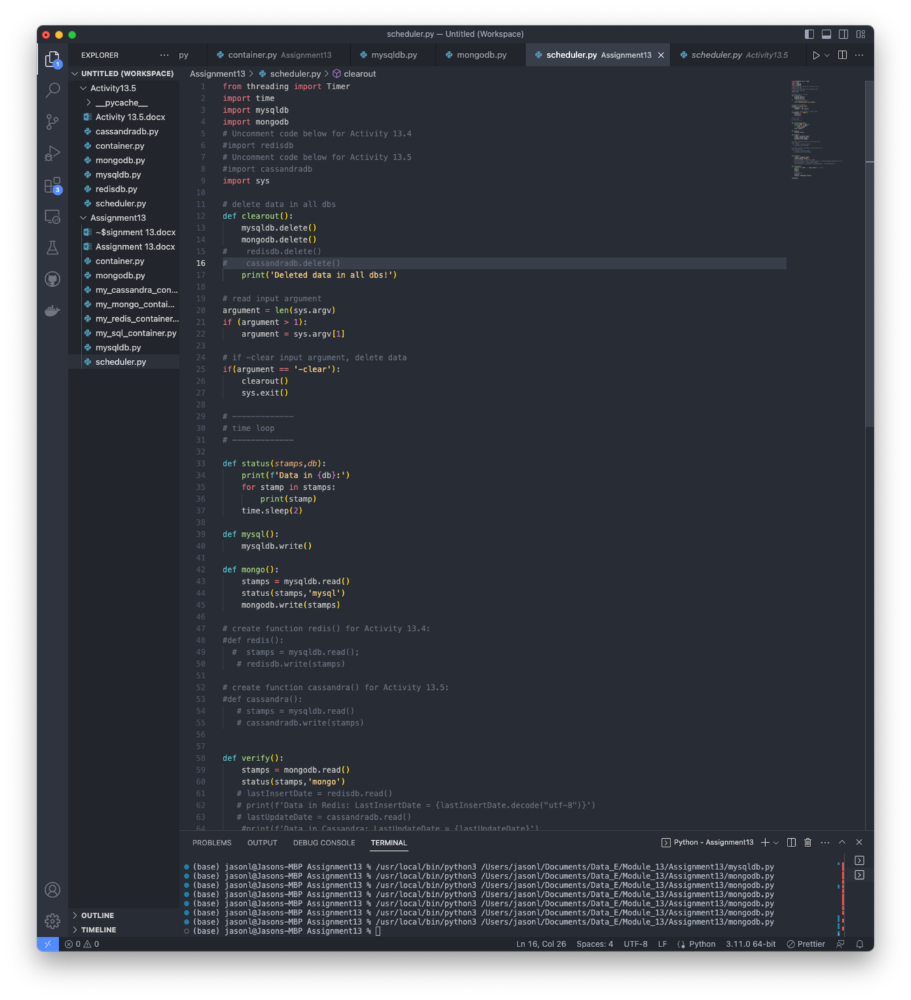 scheduler.py — Untitled (Workspace)
EXPLORER
py
container.py Assignment13
mysqldb.py
mongodb.py
scheduler.py Assignment13
scheduler.py Activity13.5
UNTITLED (WORKSPACE)
Activity13.5
__pycache__
Activity 13.5.docx
cassandradb.py
container.py
mongodb.py
mysqldb.py
redisdb.py
scheduler.py
Assignment13
~$signment 13.docx
Assignment 13.docx
container.py
mongodb.py
my_cassandra_con...
my_mongo_contai...
my_redis_container...
my_sql_container.py
mysqldb.py
scheduler.py
OUTLINE
TIMELINE
1
3
Assignment13 > scheduler.py > clearout
1 from threading import Timer
2 import time
3 import mysqldb
4 import mongodb
5 # Uncomment code below for Activity 13.4
6 #import redisdb
7 # Uncomment code below for Activity 13.5
8 #import cassandradb
9 import sys
10
11 # delete data in all dbs
12 def clearout():
13     mysqldb.delete()
14     mongodb.delete()
15 #    redisdb.delete()
16 #    cassandradb.delete()
17     print('Deleted data in all dbs!')
18
19 # read input argument
20 argument = len(sys.argv)
21 if (argument > 1):
22     argument = sys.argv[1]
23
24 # if -clear input argument, delete data
25 if(argument == '-clear'):
26     clearout()
27     sys.exit()
28
29 # -------------
30 # time loop
31 # -------------
32
33 def status(stamps,db):
34     print(f'Data in {db}:')
35     for stamp in stamps:
36         print(stamp)
37     time.sleep(2)
38
39 def mysql():
40     mysqldb.write()
41
42 def mongo():
43     stamps = mysqldb.read()
44     status(stamps,'mysql')
45     mongodb.write(stamps)
46
47 # create function redis() for Activity 13.4:
48 #def redis():
49   #  stamps = mysqldb.read();
50    # redisdb.write(stamps)
51
52 # create function cassandra() for Activity 13.5:
53 #def cassandra():
54    # stamps = mysqldb.read()
55    # cassandradb.write(stamps)
56
57
58 def verify():
59     stamps = mongodb.read()
60     status(stamps,'mongo')
61    # lastInsertDate = redisdb.read()
62    # print(f'Data in Redis: LastInsertDate = {lastInsertDate.decode("utf-8")}')
63    # lastUpdateDate = cassandradb.read()
64     #print(f'Data in Cassandra: LastUpdateDate = {lastUpdateDate}')
PROBLEMS OUTPUT DEBUG CONSOLE TERMINAL
Python - Assignment13
(base) jasonl@Jasons-MBP Assignment13 % /usr/local/bin/python3 /Users/jasonl/Documents/Data_E/Module_13/Assignment13/mysqldb.py
(base) jasonl@Jasons-MBP Assignment13 % /usr/local/bin/python3 /Users/jasonl/Documents/Data_E/Module_13/Assignment13/mongodb.py
(base) jasonl@Jasons-MBP Assignment13 % /usr/local/bin/python3 /Users/jasonl/Documents/Data_E/Module_13/Assignment13/mongodb.py
(base) jasonl@Jasons-MBP Assignment13 % /usr/local/bin/python3 /Users/jasonl/Documents/Data_E/Module_13/Assignment13/mongodb.py
(base) jasonl@Jasons-MBP Assignment13 % /usr/local/bin/python3 /Users/jasonl/Documents/Data_E/Module_13/Assignment13/mongodb.py
(base) jasonl@Jasons-MBP Assignment13 % /usr/local/bin/python3 /Users/jasonl/Documents/Data_E/Module_13/Assignment13/mongodb.py
(base) jasonl@Jasons-MBP Assignment13 % /usr/local/bin/python3 /Users/jasonl/Documents/Data_E/Module_13/Assignment13/mongodb.py
(base) jasonl@Jasons-MBP Assignment13 %
0 0 Ln 16, Col 26 Spaces: 4 UTF-8 LF Python 3.11.0 64-bit Prettier